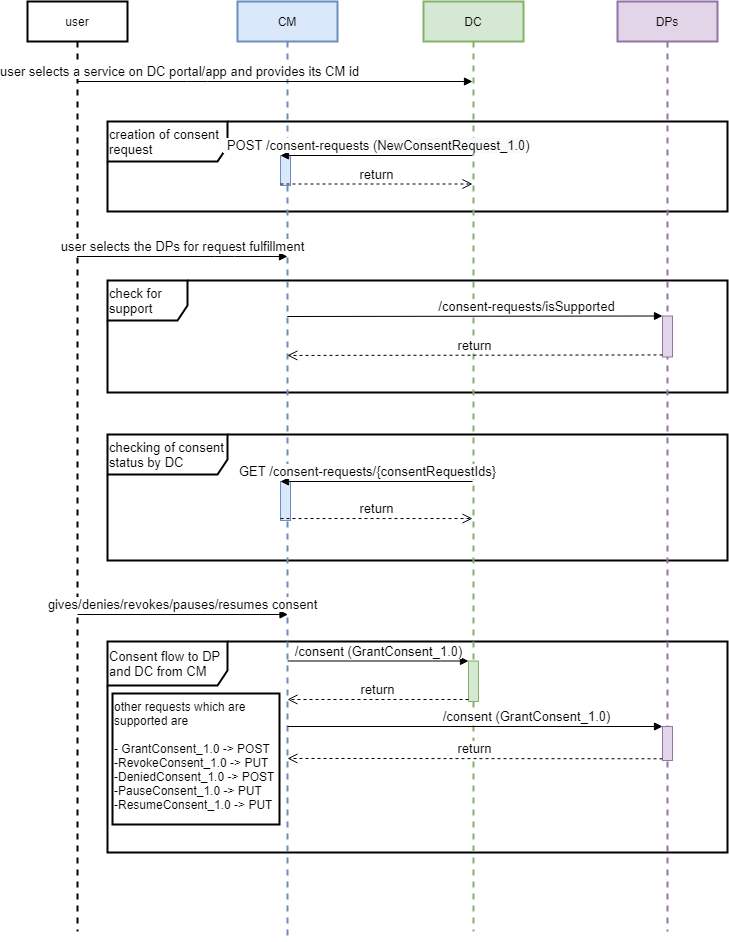 user
CM
DC
DPs
user selects a service on DC portal/app and provides its CM id
creation of consent
request
POST /consent-requests (NewConsentRequest_1.0)
return
user selects the DPs for request fulfillment
check for
support
/consent-requests/isSupported
return
checking of consent
status by DC
GET /consent-requests/{consentRequestIds}
return
gives/denies/revokes/pauses/resumes consent
Consent flow to DP
and DC from CM
/consent (GrantConsent_1.0)
return
other requests which are
supported are
- GrantConsent_1.0 -> POST
-RevokeConsent_1.0 -> PUT
-DeniedConsent_1.0 -> POST
-PauseConsent_1.0 -> PUT
-ResumeConsent_1.0 -> PUT
/consent (GrantConsent_1.0)
return